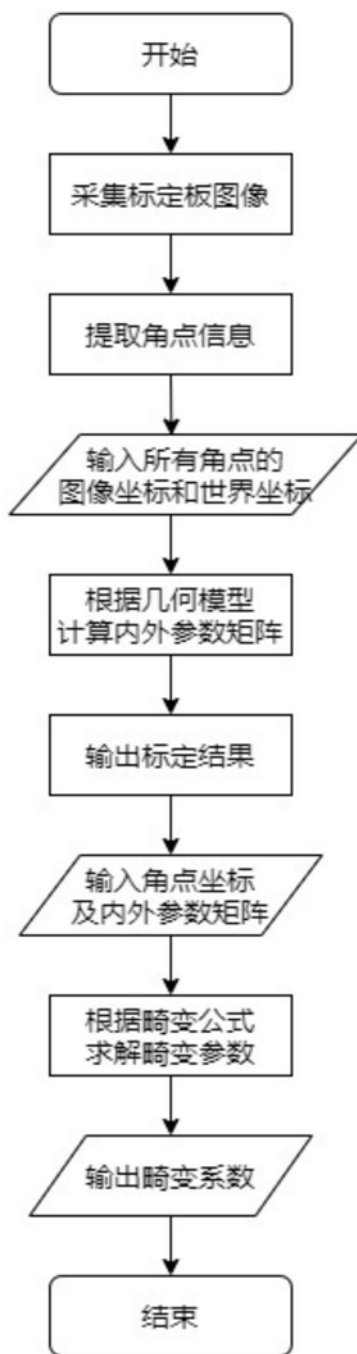 开始
采集标定板图像
提取角点信息
输入所有角点的
图像坐标和世界坐标
根据几何模型
计算内外参数矩阵
输出标定结果
输入角点坐标
及内外参数矩阵
根据畸变公式
求解畸变参数
输出畸变系数
结束